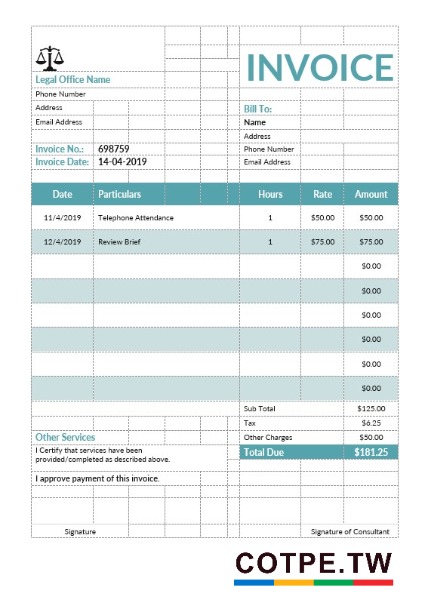 INVOICE
Legal Office Name
Phone Number
Address
Bill To:
Email Address
Name
Address
Invoice No.: 698759
Phone Number
Invoice Date: 14-04-2019
Email Address
Date Particulars Hours Rate Amount
11/4/2019 Telephone Attendance 1 $50.00 $50.00
12/4/2019 Review Brief 1 $75.00 $75.00
$0.00
$0.00
$0.00
$0.00
$0.00
$0.00
Sub Total $125.00
Tax $6.25
Other Services
Other Charges $50.00
I Certify that services have been
provided/completed as described above.
Total Due $181.25
I approve payment of this invoice.
Signature
Signature of Consultant
COTPE.TW